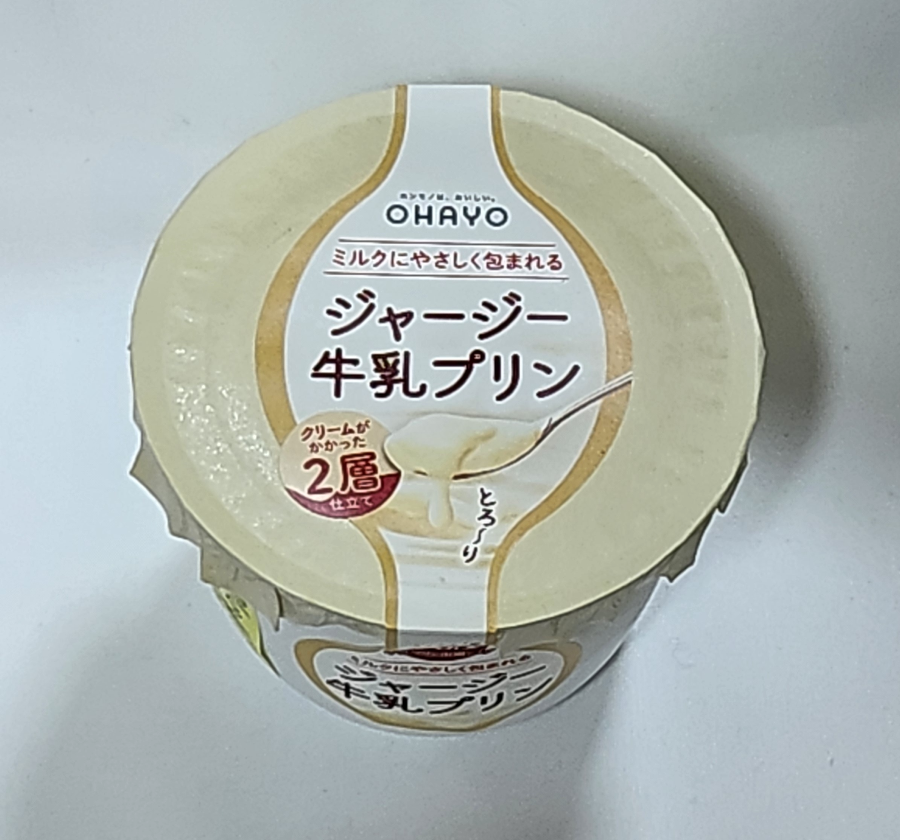 ホンモノは、おいしい。
OHAYO
ミルクにやさしく包まれる
ジャージー
牛乳プリン
クリームが
かかった
2層
仕立て
とろ〜り
ミルクにやさしく包まれる
ジャージー
牛乳プリン